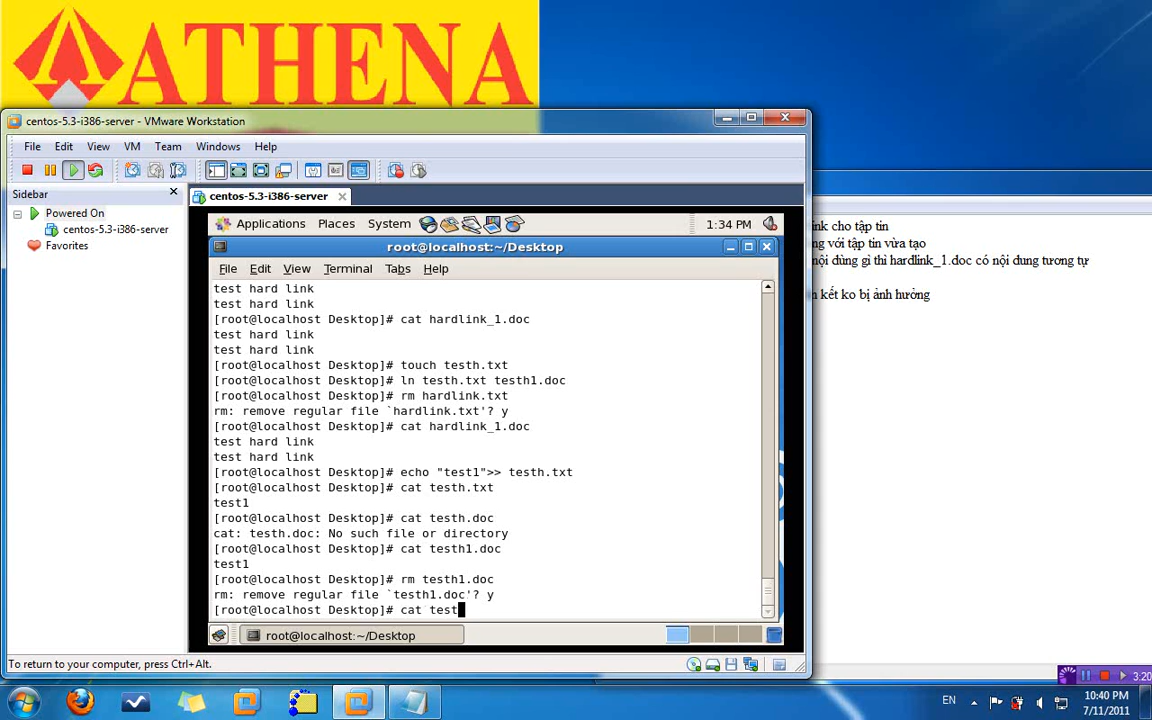 ATHENA
centos-5.3-i386-server - VMware Workstation
File Edit View VM Team Windows Help
Sidebar
Powered On
centos-5.3-i386-server
Favorites
centos-5.3-i386-server
Applications Places System 1:34 PM
root@localhost:~/Desktop
File Edit View Terminal Tabs Help
test hard link
test hard link
[root@localhost Desktop]# cat hardlink_1.doc
test hard link
test hard link
[root@localhost Desktop]# touch testh.txt
[root@localhost Desktop]# ln testh.txt testh1.doc
[root@localhost Desktop]# rm hardlink.txt
rm: remove regular file `hardlink.txt'? y
[root@localhost Desktop]# cat hardlink_1.doc
test hard link
test hard link
[root@localhost Desktop]# echo "test1">> testh.txt
[root@localhost Desktop]# cat testh.txt
test1
[root@localhost Desktop]# cat testh.doc
cat: testh.doc: No such file or directory
[root@localhost Desktop]# cat testh1.doc
test1
[root@localhost Desktop]# rm testh1.doc
rm: remove regular file `testh1.doc'? y
[root@localhost Desktop]# cat test
root@localhost:~/Desktop
To return to your computer, press Ctrl+Alt.
ink cho tập tin
ng với tập tin vừa tạo
nội dùng gì thì hardlink_1.doc có nội dung tương tự
n kết ko bị ảnh hưởng
3:20
EN
10:40 PM
7/11/2011